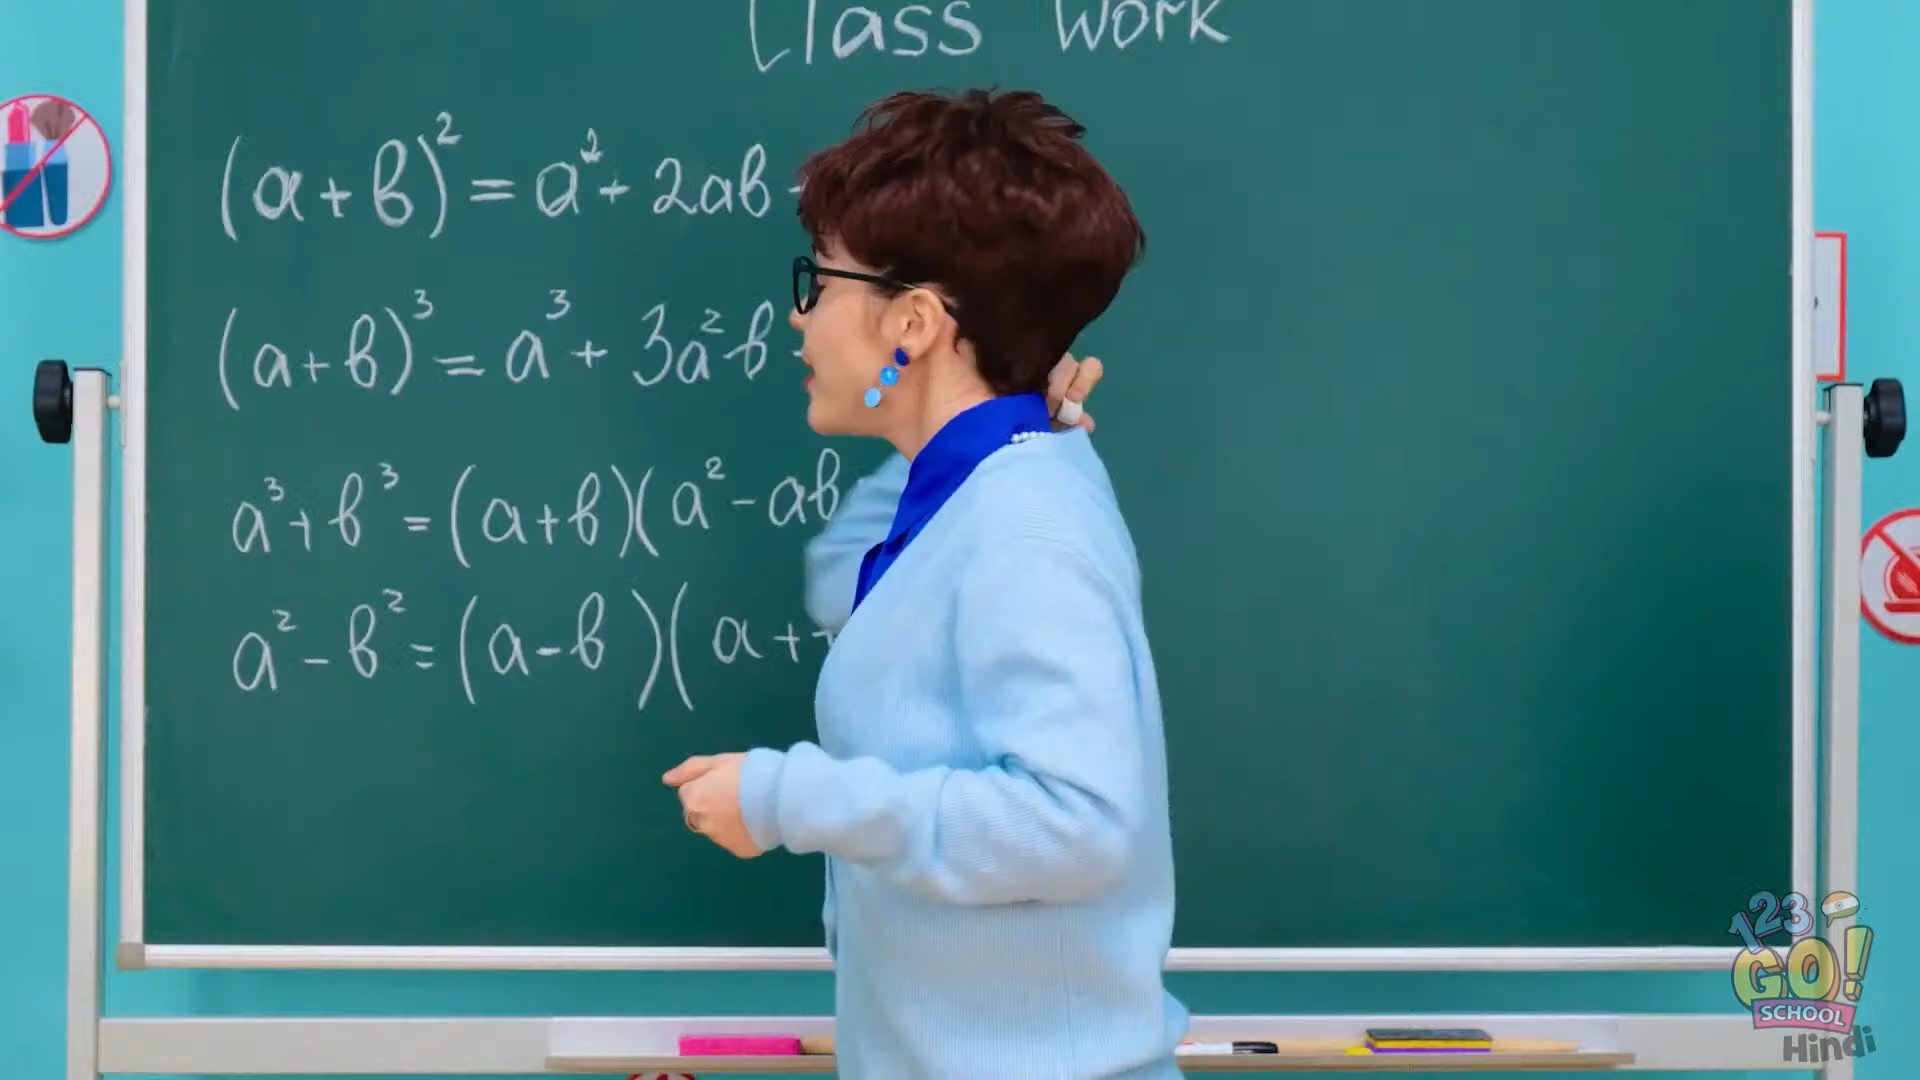 Class Work
(a+b)² = a² + 2ab
(a+b)³ = a³ + 3a²b
a³+b³ = (a+b)(a² - ab
a² - b² = (a-b)(a+
123
GO!
SCHOOL
Hindi